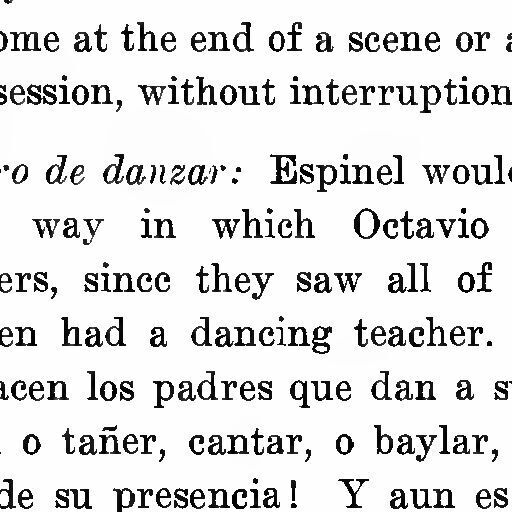 ome at the end of a scene or a
session, without interruption
ro de danzar: Espinel would
way in which Octavio
ers, since they saw all of
en had a dancing teacher.
acen los padres que dan a s
o tañer, cantar, o baylar,
de su presencia! Y aun es